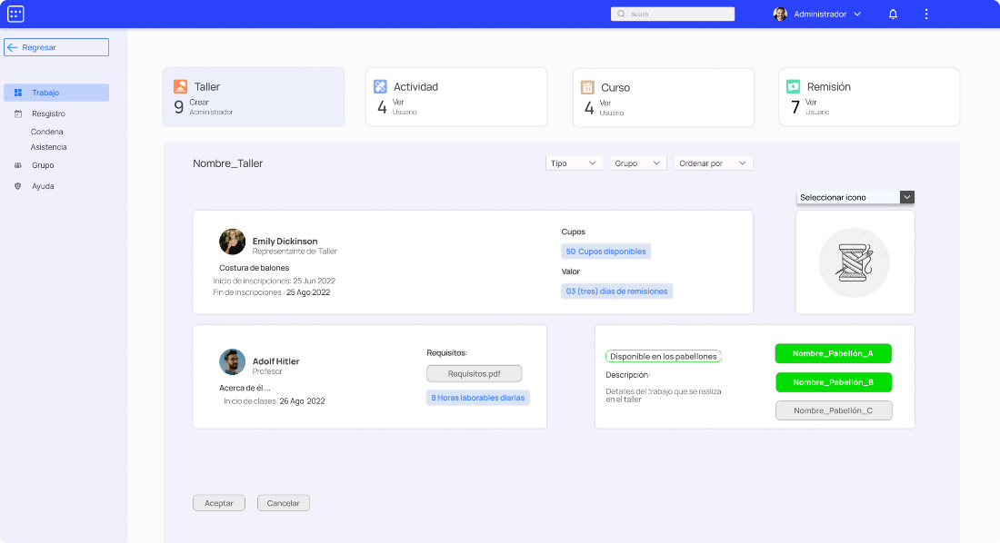 Search
Administrador
Regresar
Trabajo
Resgistro
Condena
Asistencia
Grupo
Ayuda
Taller
9 Crear
Administrador
Actividad
4 Ver
Usuario
Curso
4 Ver
Usuario
Remisión
7 Ver
Usuario
Nombre_Taller
Tipo
Grupo
Ordenar por
Seleccionar icono
Emily Dickinson
Representante del Taller
Costura de balones
Inicio de inscripciones: 25 Jun 2022
Fin de inscripciones : 25 Ago 2022
Cupos
50 Cupos disponibles
Valor
03 (tres) días de remisiones
Adolf Hitler
Profesor
Acerca de él ...
Inicio de clases: 26 Ago 2022
Requisitos:
Requisitos.pdf
8 Horas laborables diarias
Disponible en los pabellones
Descripción:
Detalles del trabajo que se realiza
en el taller
Nombre_Pabellón_A
Nombre_Pabellón_B
Nombre_Pabellón_C
Aceptar
Cancelar